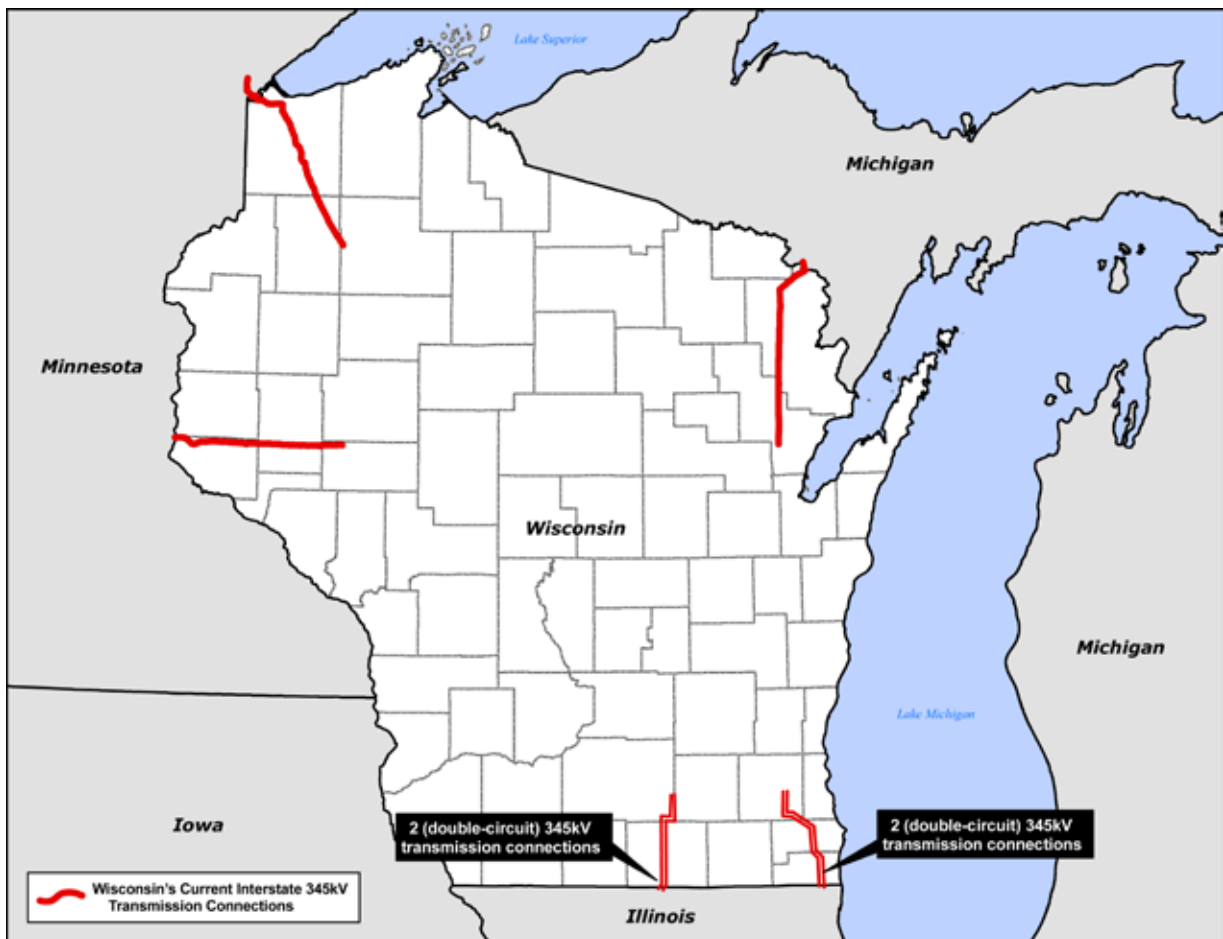 Lake Superior
Michigan
Minnesota
Wisconsin
Michigan
Lake Michigan
Iowa
2 (double-circuit) 345kV
transmission connections
2 (double-circuit) 345kV
transmission connections
Wisconsin's Current Interstate 345kV
Transmission Connections
Illinois